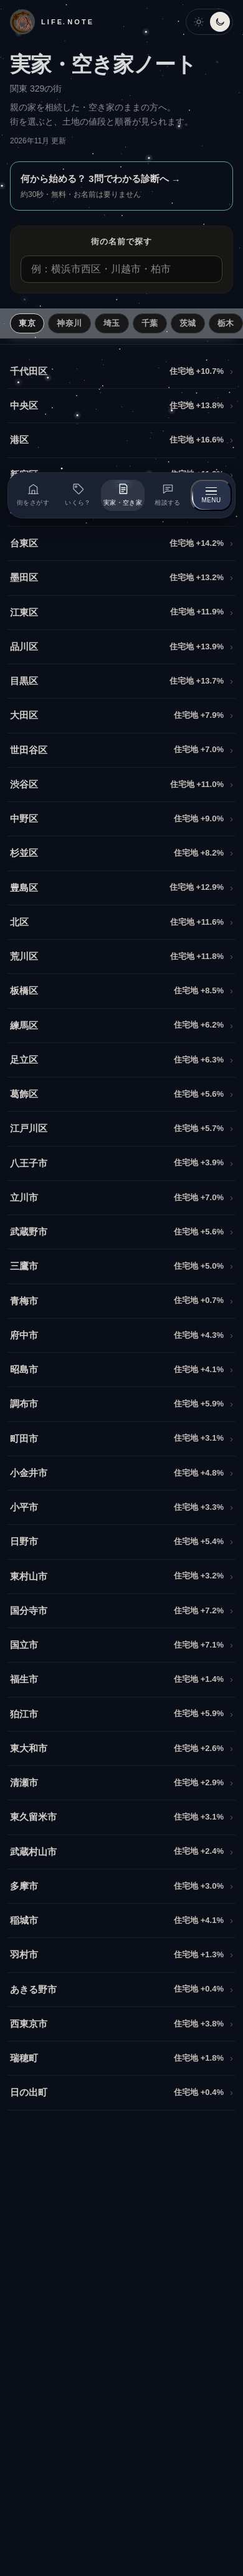 LIFE. NOTE
実家・空き家ノート
関東 329の街
親の家を相続した・空き家のままの方へ。
街を選ぶと、土地の値段と順番が見られます。
2026年11月 更新
何から始める？ 3問でわかる診断へ →
約30秒・無料・お名前は要りません
街の名前で探す
例：横浜市西区・川越市・柏市
東京 神奈川 埼玉 千葉 茨城 栃木
千代田区 住宅地 +10.7% ›
中央区 住宅地 +13.8% ›
港区 住宅地 +16.6% ›
街をさがす いくら？ 実家・空き家 相談する MENU
台東区 住宅地 +14.2% ›
墨田区 住宅地 +13.2% ›
江東区 住宅地 +11.9% ›
品川区 住宅地 +13.9% ›
目黒区 住宅地 +13.7% ›
大田区 住宅地 +7.9% ›
世田谷区 住宅地 +7.0% ›
渋谷区 住宅地 +11.0% ›
中野区 住宅地 +9.0% ›
杉並区 住宅地 +8.2% ›
豊島区 住宅地 +12.9% ›
北区 住宅地 +11.6% ›
荒川区 住宅地 +11.8% ›
板橋区 住宅地 +8.5% ›
練馬区 住宅地 +6.2% ›
足立区 住宅地 +6.3% ›
葛飾区 住宅地 +5.6% ›
江戸川区 住宅地 +5.7% ›
八王子市 住宅地 +3.9% ›
立川市 住宅地 +7.0% ›
武蔵野市 住宅地 +5.6% ›
三鷹市 住宅地 +5.0% ›
青梅市 住宅地 +0.7% ›
府中市 住宅地 +4.3% ›
昭島市 住宅地 +4.1% ›
調布市 住宅地 +5.9% ›
町田市 住宅地 +3.1% ›
小金井市 住宅地 +4.8% ›
小平市 住宅地 +3.3% ›
日野市 住宅地 +5.4% ›
東村山市 住宅地 +3.2% ›
国分寺市 住宅地 +7.2% ›
国立市 住宅地 +7.1% ›
福生市 住宅地 +1.4% ›
狛江市 住宅地 +5.9% ›
東大和市 住宅地 +2.6% ›
清瀬市 住宅地 +2.9% ›
東久留米市 住宅地 +3.1% ›
武蔵村山市 住宅地 +2.4% ›
多摩市 住宅地 +3.0% ›
稲城市 住宅地 +4.1% ›
羽村市 住宅地 +1.3% ›
あきる野市 住宅地 +0.4% ›
西東京市 住宅地 +3.8% ›
瑞穂町 住宅地 +1.8% ›
日の出町 住宅地 +0.4% ›